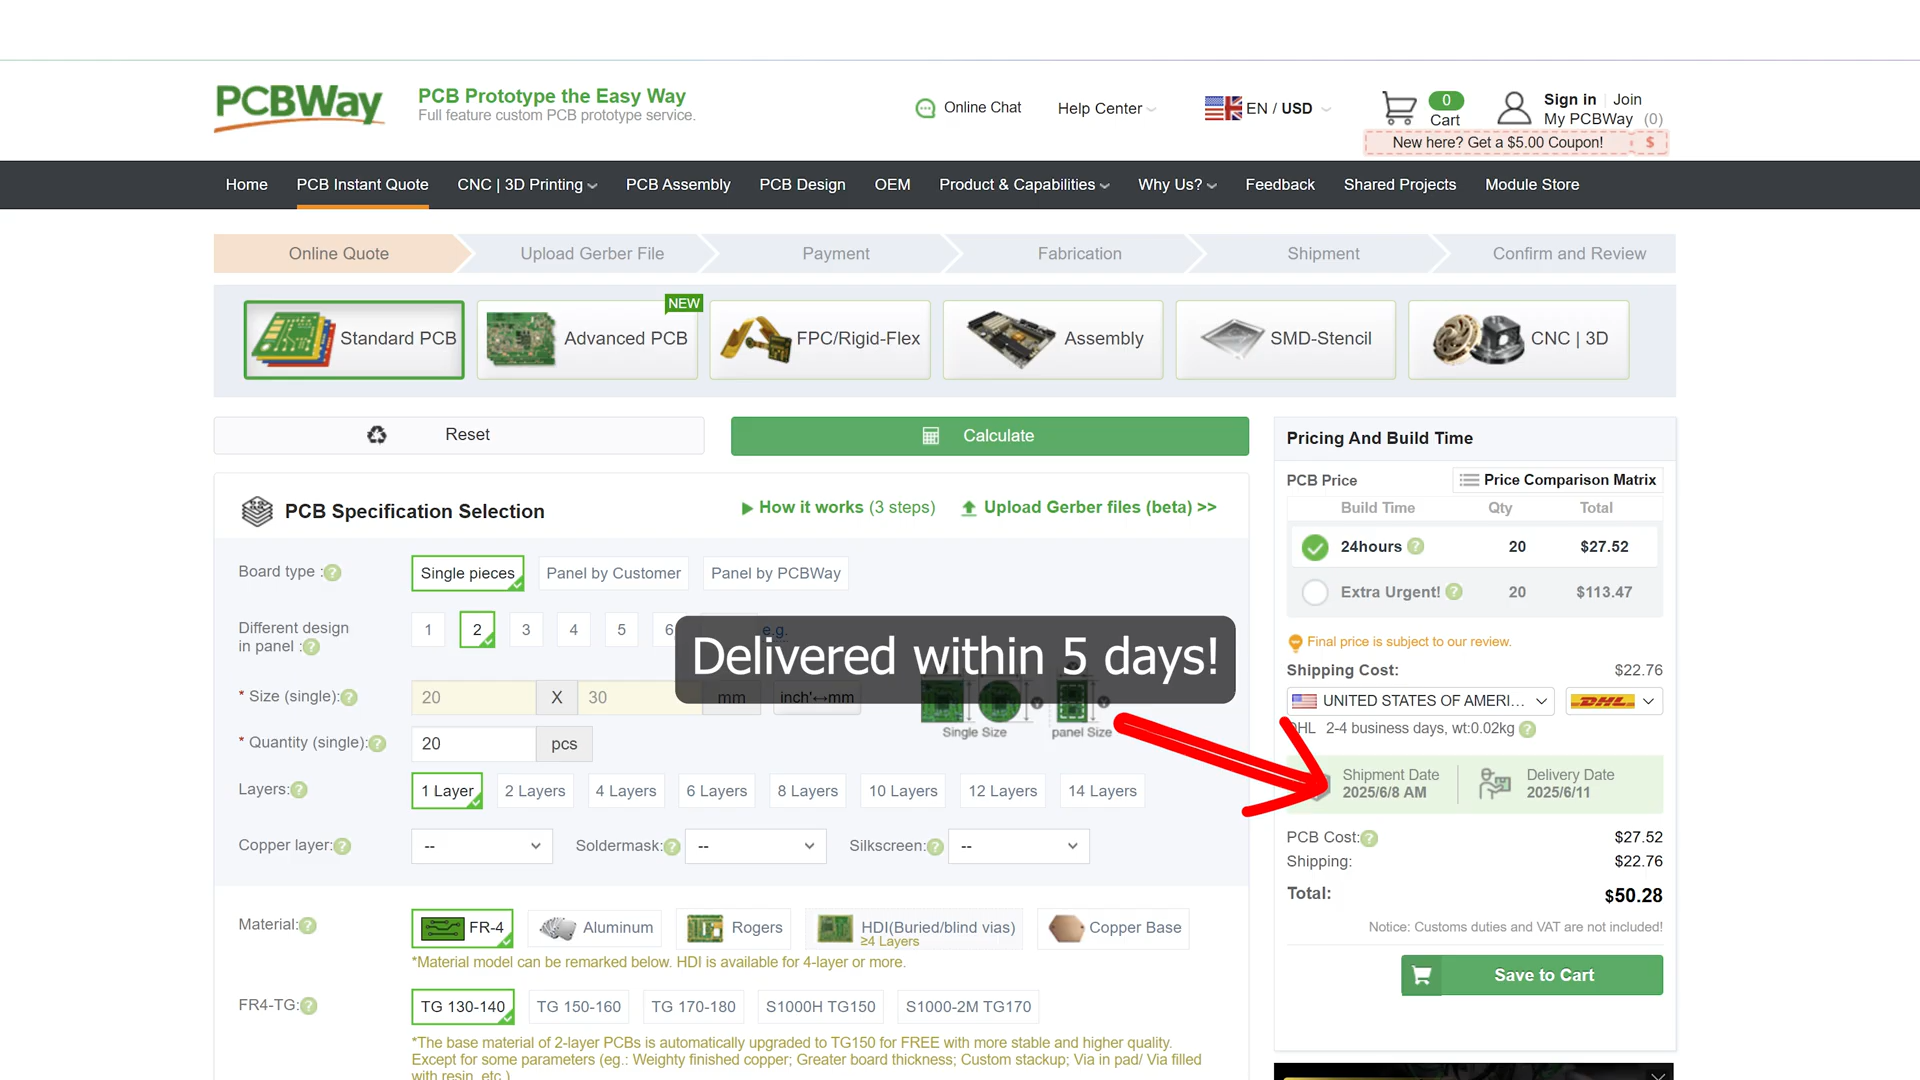 PCBWay
PCB Prototype the Easy Way
Full feature custom PCB prototype service.
Online Chat
Help Center
EN / USD
0
Cart
Sign in
Join
My PCBWay (0)
New here? Get a $5.00 Coupon! $
Home
PCB Instant Quote
CNC | 3D Printing
PCB Assembly
PCB Design
OEM
Product & Capabilities
Why Us?
Feedback
Shared Projects
Module Store
Online Quote
Upload Gerber File
Payment
Fabrication
Shipment
Confirm and Review
Standard PCB
NEW
Advanced PCB
FPC/Rigid-Flex
Assembly
SMD-Stencil
CNC | 3D
Reset
Calculate
PCB Specification Selection
How it works (3 steps)
Upload Gerber files (beta) >>
Board type :?
Single pieces
Panel by Customer
Panel by PCBWay
Different design
in panel :?
1
2
3
4
5
6
e.g.
Delivered within 5 days!
* Size (single):?
20
X
30
mm
inch'↔mm
Single Size
panel Size
* Quantity (single):?
20
pcs
Layers:?
1 Layer
2 Layers
4 Layers
6 Layers
8 Layers
10 Layers
12 Layers
14 Layers
Copper layer:?
--
Soldermask:?
--
Silkscreen:?
--
Material:?
FR-4
Aluminum
Rogers
HDI(Buried/blind vias)
≥4 Layers
Copper Base
*Material model can be remarked below. HDI is available for 4-layer or more.
FR4-TG:?
TG 130-140
TG 150-160
TG 170-180
S1000H TG150
S1000-2M TG170
*The base material of 2-layer PCBs is automatically upgraded to TG150 for FREE with more stable and higher quality.
Except for some parameters (eg.: Weighty finished copper; Greater board thickness; Custom stackup; Via in pad/ Via filled
with resin, etc.)
Pricing And Build Time
PCB Price
Price Comparison Matrix
Build Time Qty Total
24hours ? 20 $27.52
Extra Urgent! ? 20 $113.47
Final price is subject to our review.
Shipping Cost: $22.76
UNITED STATES OF AMERI...
DHL
2-4 business days, wt:0.02kg ?
Shipment Date
2025/6/8 AM
Delivery Date
2025/6/11
PCB Cost:? $27.52
Shipping: $22.76
Total: $50.28
Notice: Customs duties and VAT are not included!
Save to Cart